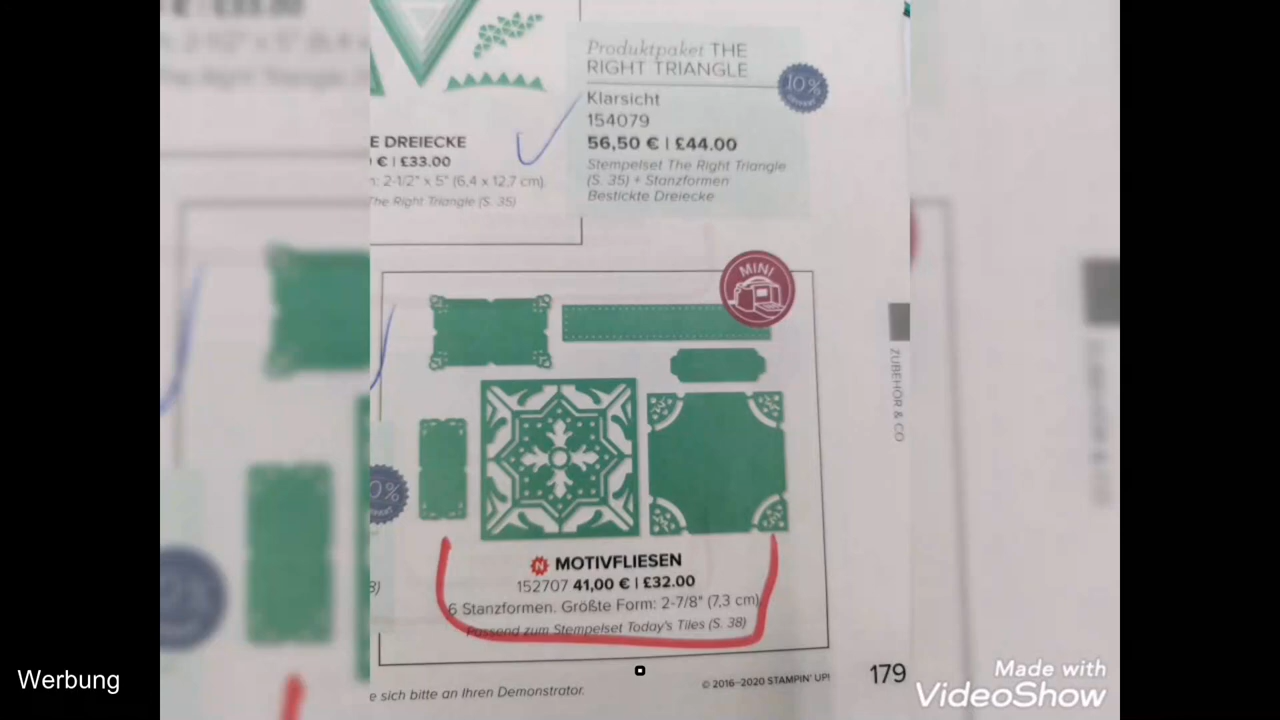 Produktpaket THE
RIGHT TRIANGLE
10%
Klarsicht
154079
56,50 € | £44.00
Stempelset The Right Triangle
(S. 35) + Stanzformen
Bestickte Dreiecke
E DREIECKE
€ | £33.00
: 2-1/2" x 5" (6,4 x 12,7 cm)
The Right Triangle (S. 35)
MINI
ZUBEHÖR & CO
0%
MOTIVFLIESEN
152707 41,00 € | £32.00
6 Stanzformen. Größte Form: 2-7/8" (7,3 cm)
Passend zum Stempelset Today's Tiles (S. 38)
e sich bitte an Ihren Demonstrator.
© 2016–2020 STAMPIN' UP!
179
Werbung
Made with
VideoShow